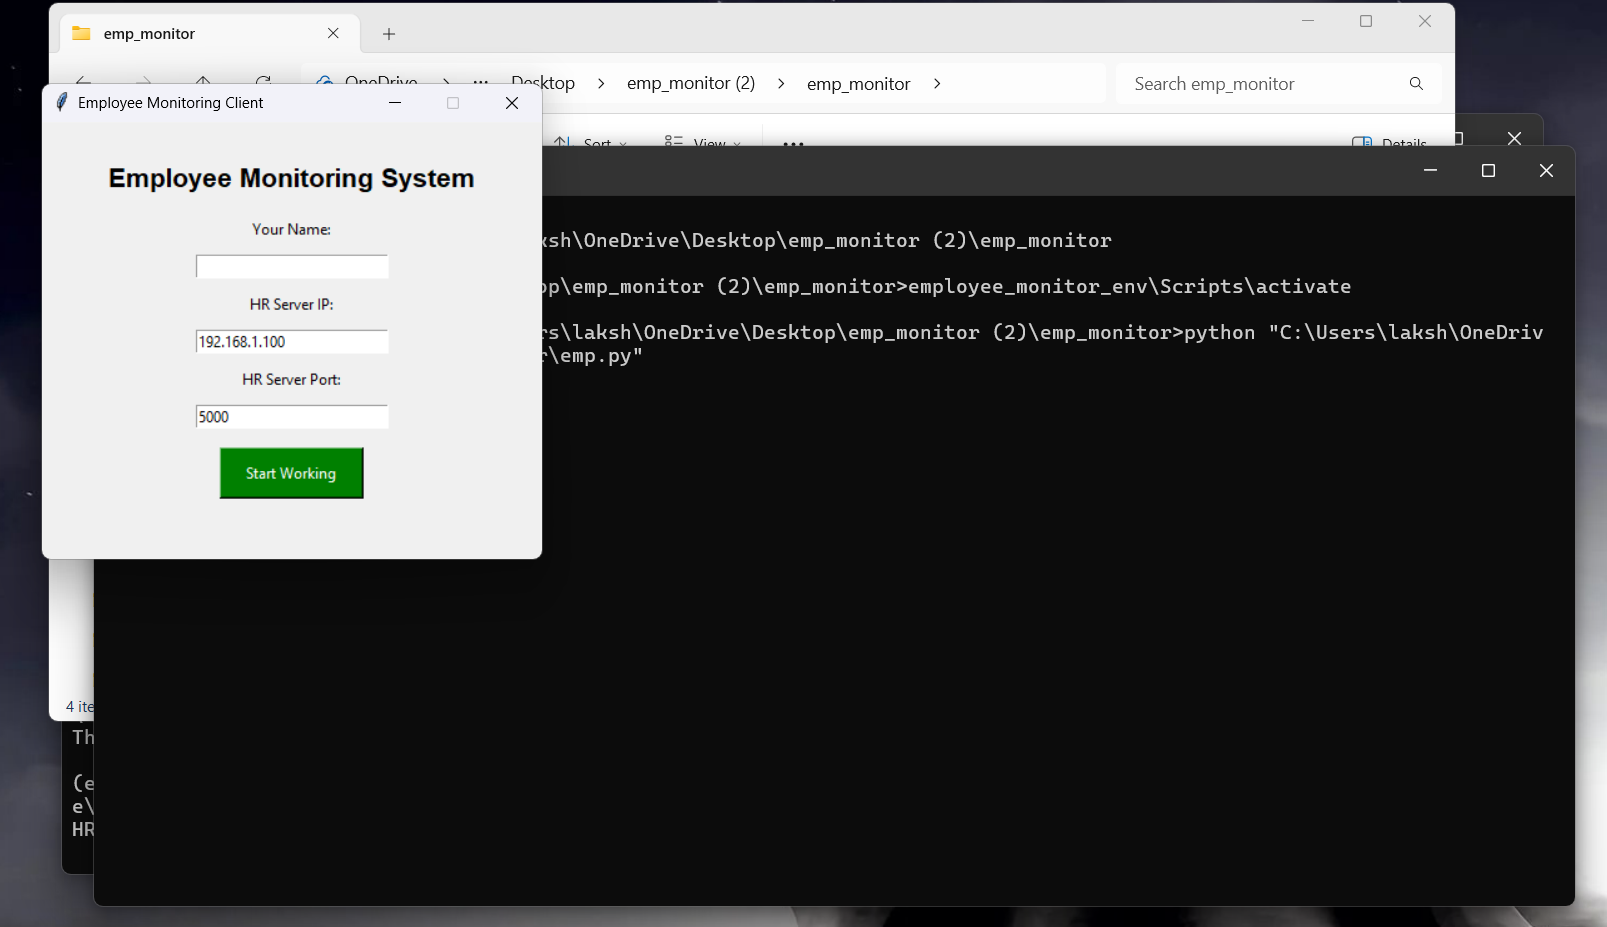 emp_monitor
OneDrive > ... Desktop > emp_monitor (2) > emp_monitor >
Search emp_monitor
Sort
View
Details
Employee Monitoring Client
Employee Monitoring System
Your Name:
HR Server IP:
192.168.1.100
HR Server Port:
5000
Start Working
sh\OneDrive\Desktop\emp_monitor (2)\emp_monitor
op\emp_monitor (2)\emp_monitor>employee_monitor_env\Scripts\activate
rs\laksh\OneDrive\Desktop\emp_monitor (2)\emp_monitor>python "C:\Users\laksh\OneDriv
r\emp.py"
4 ite
Th
(e
e\
HR